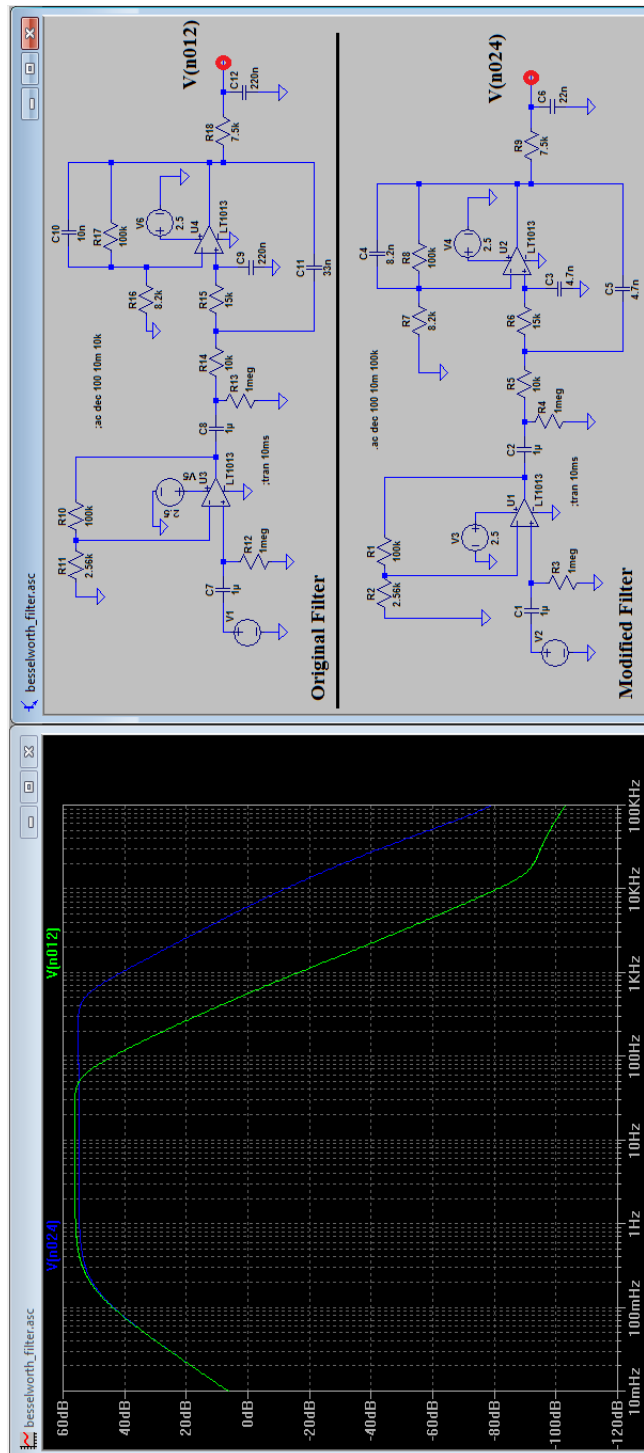 besselworth_filter.asc
V(n024)
V(n012)
60dB
40dB
20dB
0dB
-20dB
-40dB
-60dB
-80dB
-100dB
-120dB
10mHz
100mHz
1Hz
10Hz
100Hz
1KHz
10KHz
100KHz
besselworth_filter.asc
R11
2.56k
R10
100k
V5
2.5
U3
LT1013
C7
1µ
V1
R12
1meg
;tran 10ms
C8
1µ
R13
1meg
R14
10k
R15
15k
R16
8.2k
R17
100k
C10
10n
V6
2.5
U4
LT1013
C9
220n
C11
33n
R18
7.5k
C12
220n
V(n012)
;ac dec 100 10m 10k
Original Filter
R2
2.56k
R1
100k
V3
2.5
U1
LT1013
C1
1µ
V2
R3
1meg
;tran 10ms
C2
1µ
R4
1meg
R5
10k
R6
15k
R7
8.2k
R8
100k
C4
8.2n
V4
2.5
U2
LT1013
C3
4.7n
C5
4.7n
R9
7.5k
C6
22n
V(n024)
.ac dec 100 10m 100k
Modified Filter